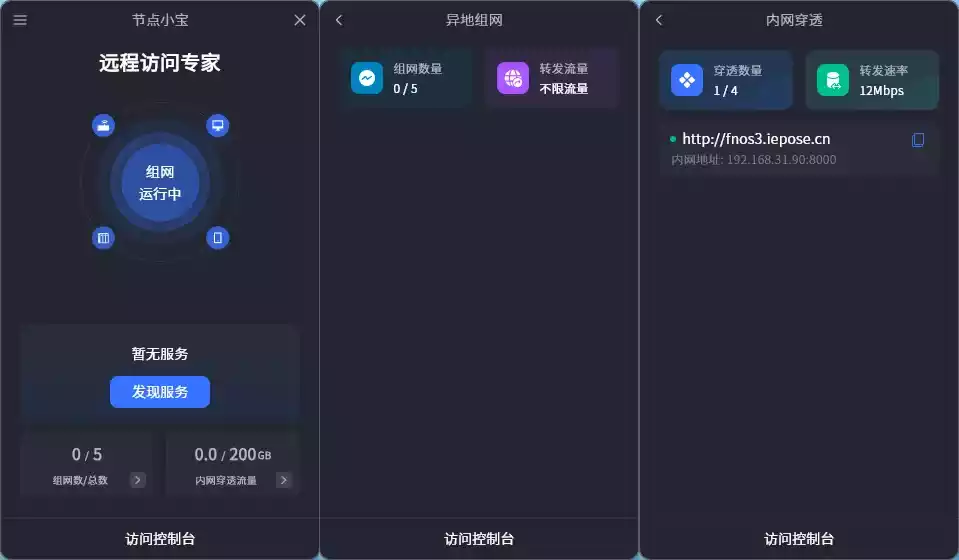 节点小宝
远程访问专家
组网
运行中
暂无服务
发现服务
0 / 5
组网数/总数
0.0 / 200GB
内网穿透流量
访问控制台
异地组网
组网数量
0 / 5
转发流量
不限流量
访问控制台
内网穿透
穿透数量
1 / 4
转发速率
12Mbps
http://fnos3.iepose.cn
内网地址: 192.168.31.90:8000
访问控制台